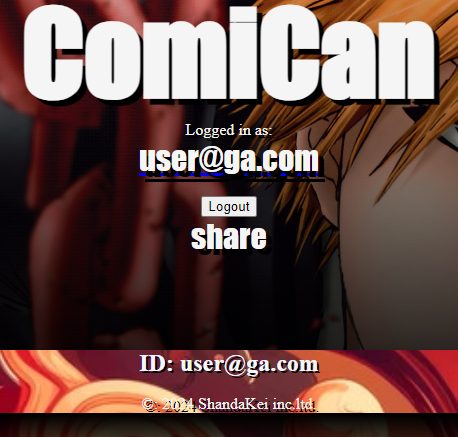 ComiCan
Logged in as:
user@ga.com
Logout
share
ID: user@ga.com
©: 2024 ShandaKei inc.ltd.